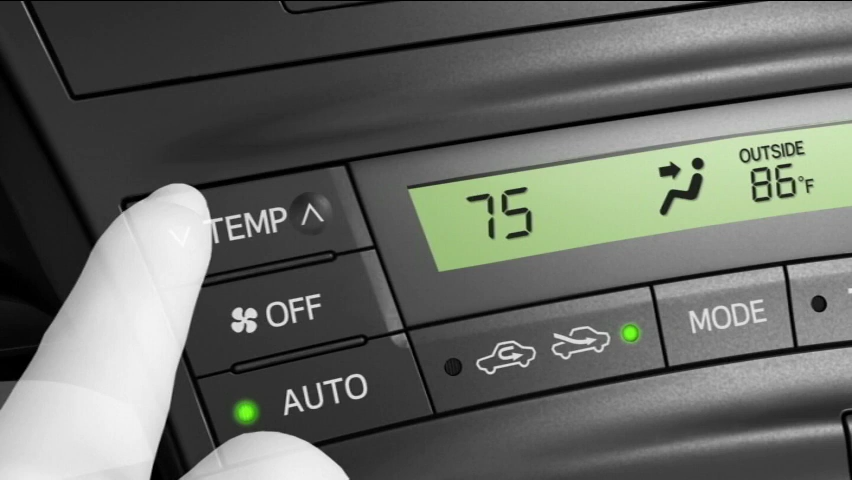 TEMP
75
OUTSIDE
86°F
OFF
MODE
AUTO